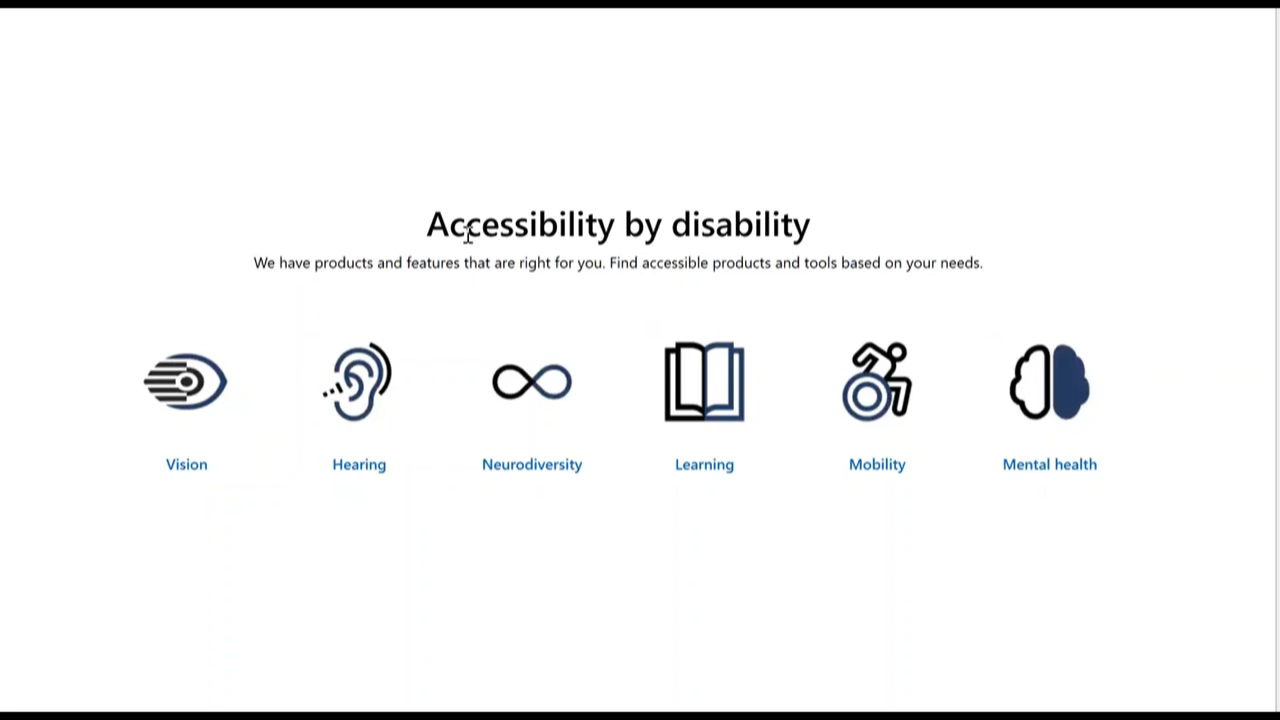 Accessibility by disability
We have products and features that are right for you. Find accessible products and tools based on your needs.
Vision
Hearing
Neurodiversity
Learning
Mobility
Mental health